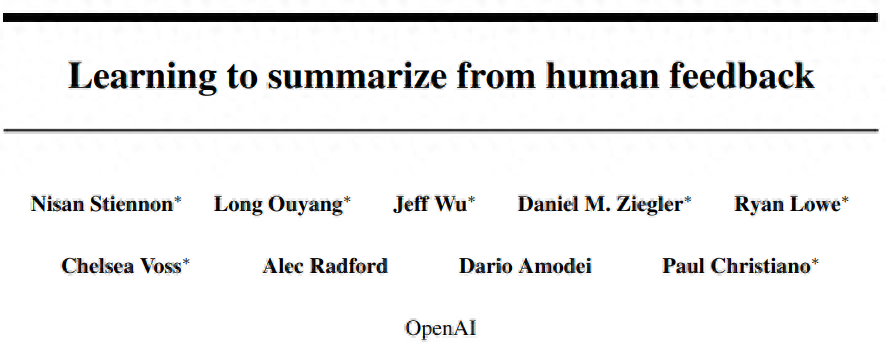 Learning to summarize from human feedback
Nisan Stiennon* Long Ouyang* Jeff Wu* Daniel M. Ziegler* Ryan Lowe*
Chelsea Voss* Alec Radford Dario Amodei Paul Christiano*
OpenAI